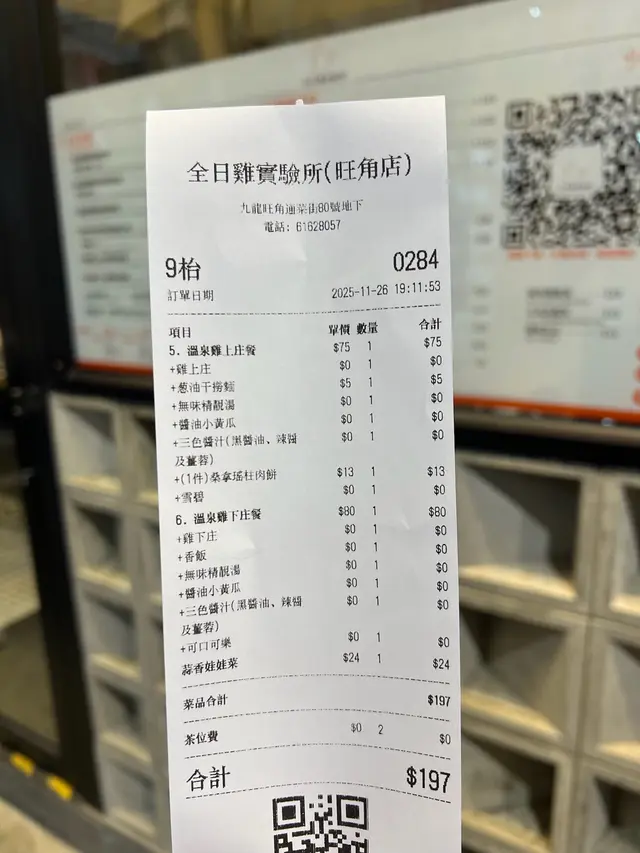 全日雞實驗所(旺角店)
九龍旺角通菜街80號地下
電話: 61628057
9枱 0284
訂單日期 2025-11-26 19:11:53
項目 單價 數量 合計
5. 溫泉雞上庄餐 $75 1 $75
+雞上庄 $0 1 $0
+葱油干撈麵 $5 1 $5
+無味精靚湯 $0 1 $0
+醬油小黃瓜 $0 1 $0
+三色醬汁(黑醬油、辣醬 $0 1 $0
及薑蓉)
+(1件)桑拿瑤柱肉餅 $13 1 $13
+雪碧 $0 1 $0
6. 溫泉雞下庄餐 $80 1 $80
+雞下庄 $0 1 $0
+香飯 $0 1 $0
+無味精靚湯 $0 1 $0
+醬油小黃瓜 $0 1 $0
+三色醬汁(黑醬油、辣醬 $0 1 $0
及薑蓉)
+可口可樂 $0 1 $0
蒜香娃娃菜 $24 1 $24
菜品合計 $197
茶位費 $0 2 $0
合計 $197